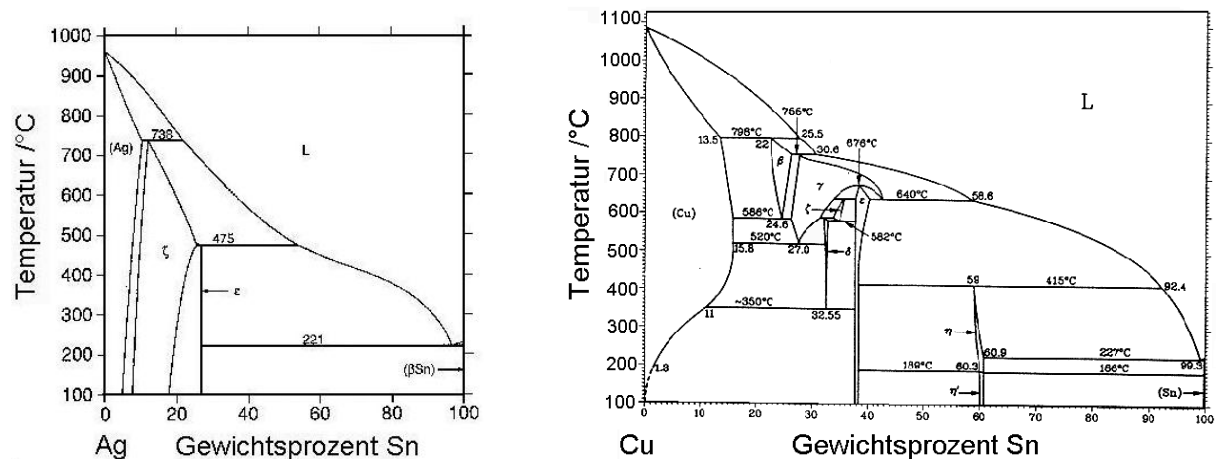 Temperatur /°C
1000
900
800
700
600
500
400
300
200
100
738
(Ag)
L
475
ζ
ε
221
(βSn)
0
20
40
60
80
100
Ag
Gewichtsprozent Sn
Temperatur /°C
1100
1000
900
800
700
600
500
400
300
200
100
L
766°C
798°C
25.5
13.5
22
30.6
676°C
β
γ
640°C
58.6
ζ
ε
(Cu)
586°C
24.6
582°C
520°C
15.8
27.0
δ
59
415°C
92.4
~350°C
11
32.55
η
60.9
227°C
99.3
1.3
189°C
60.3
186°C
η'
(Sn)
0
10
20
30
40
50
60
70
80
90
100
Cu
Gewichtsprozent Sn